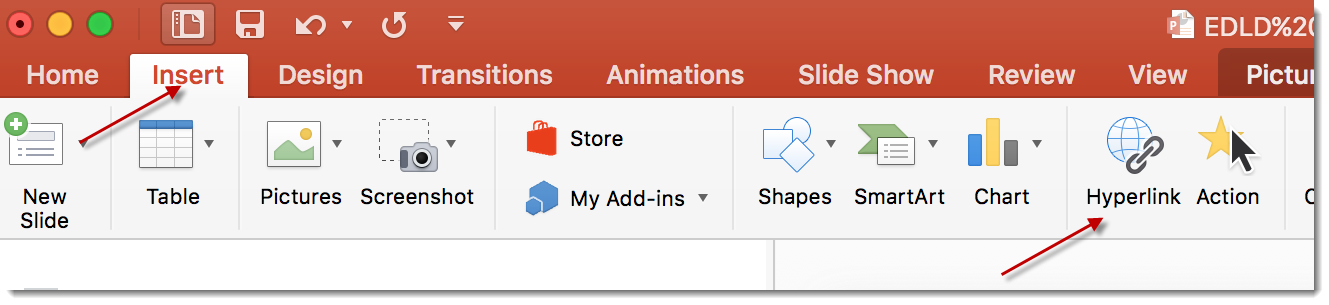 EDLD%20
Home Insert Design Transitions Animations Slide Show Review View
Store
My Add-ins
New
Slide
Table
Pictures
Screenshot
Shapes
SmartArt
Chart
Hyperlink
Action